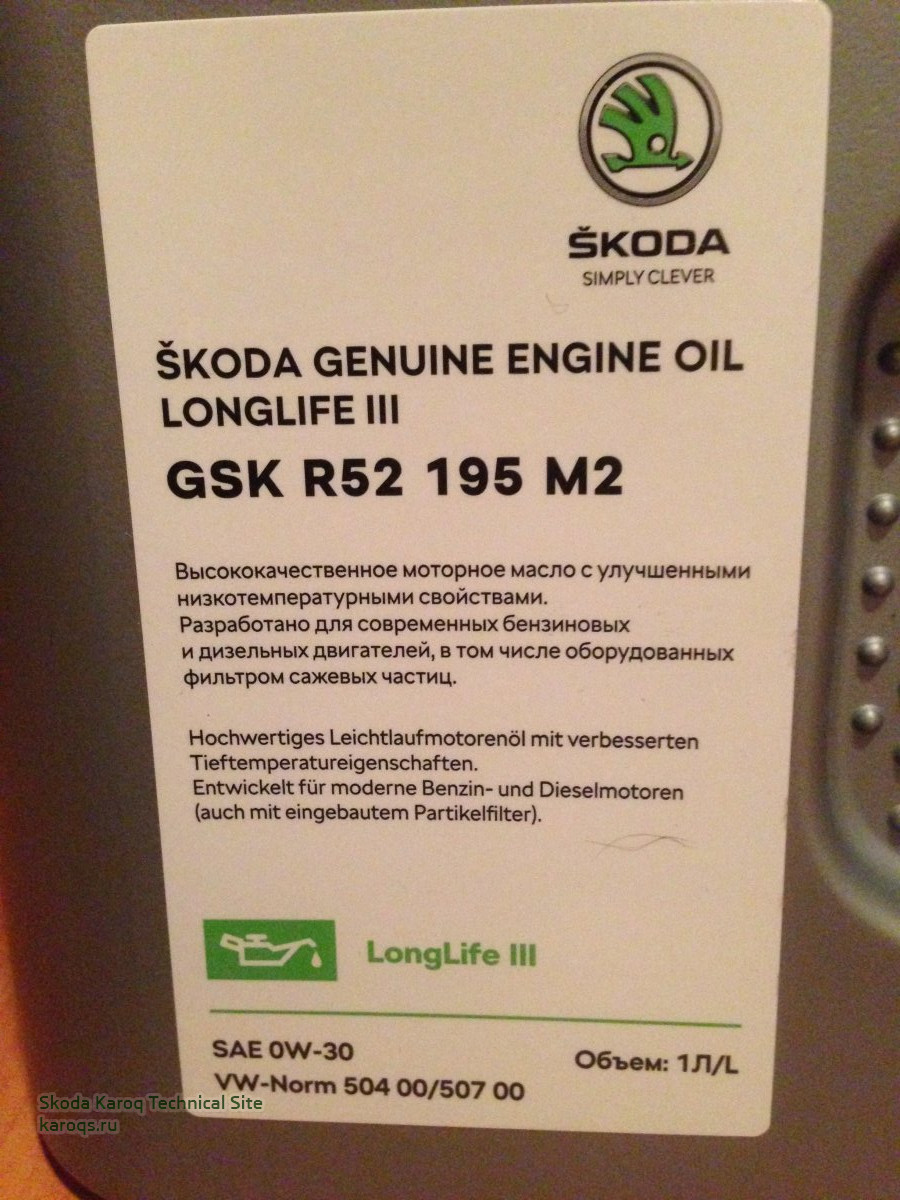 ŠKODA
SIMPLY CLEVER
ŠKODA GENUINE ENGINE OIL
LONGLIFE III
GSK R52 195 M2
Высококачественное моторное масло с улучшенными
низкотемпературными свойствами.
Разработано для современных бензиновых
и дизельных двигателей, в том числе оборудованных
фильтром сажевых частиц.
Hochwertiges Leichtlaufmotorenöl mit verbesserten
Tieftemperatureigenschaften.
Entwickelt für moderne Benzin- und Dieselmotoren
(auch mit eingebautem Partikelfilter).
LongLife III
SAE 0W-30
VW-Norm 504 00/507 00
Объем: 1Л/L
Skoda Karoq Technical Site
karoqs.ru